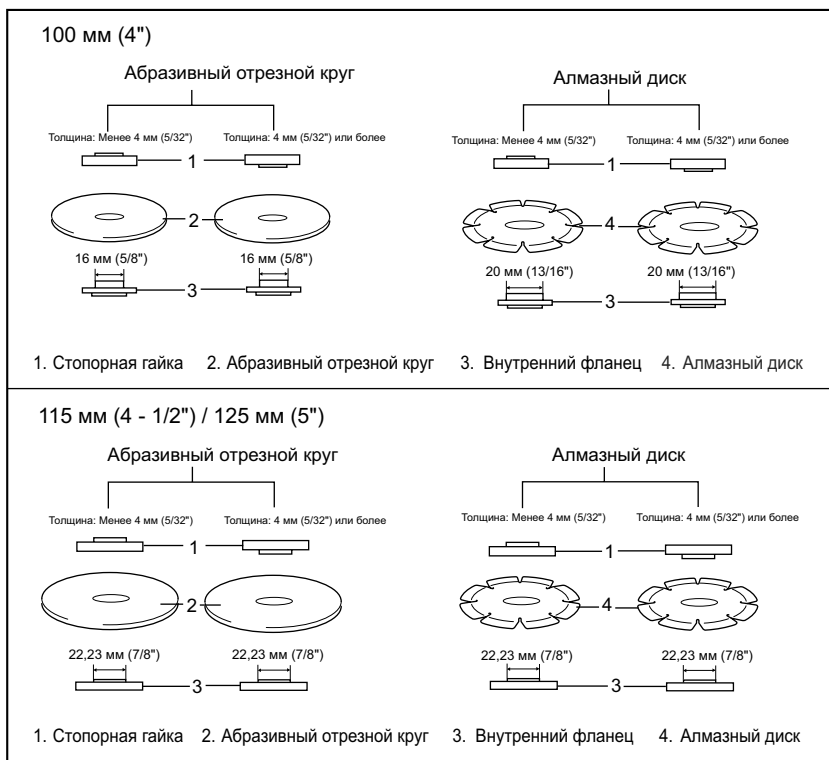 100 мм (4")
Абразивный отрезной круг
Алмазный диск
Толщина: Менее 4 мм (5/32")
Толщина: 4 мм (5/32") или более
Толщина: Менее 4 мм (5/32")
Толщина: 4 мм (5/32") или более
1
1
2
4
16 мм (5/8")
16 мм (5/8")
20 мм (13/16")
20 мм (13/16")
3
3
1. Стопорная гайка 2. Абразивный отрезной круг 3. Внутренний фланец 4. Алмазный диск
115 мм (4 - 1/2") / 125 мм (5")
Абразивный отрезной круг
Алмазный диск
Толщина: Менее 4 мм (5/32")
Толщина: 4 мм (5/32") или более
Толщина: Менее 4 мм (5/32")
Толщина: 4 мм (5/32") или более
1
1
2
4
22,23 мм (7/8")
22,23 мм (7/8")
22,23 мм (7/8")
22,23 мм (7/8")
3
3
1. Стопорная гайка 2. Абразивный отрезной круг 3. Внутренний фланец 4. Алмазный диск